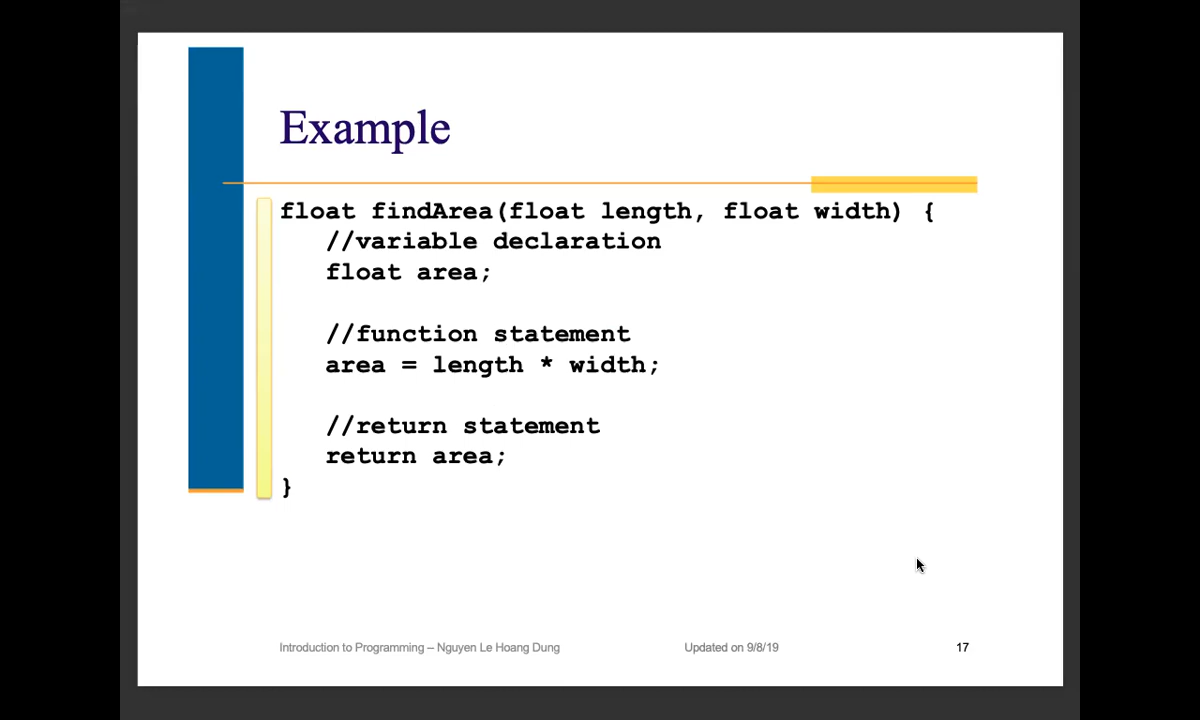 Example
float findArea(float length, float width) {
//variable declaration
float area;
//function statement
area = length * width;
//return statement
return area;
}
Introduction to Programming – Nguyen Le Hoang Dung
Updated on 9/8/19
17